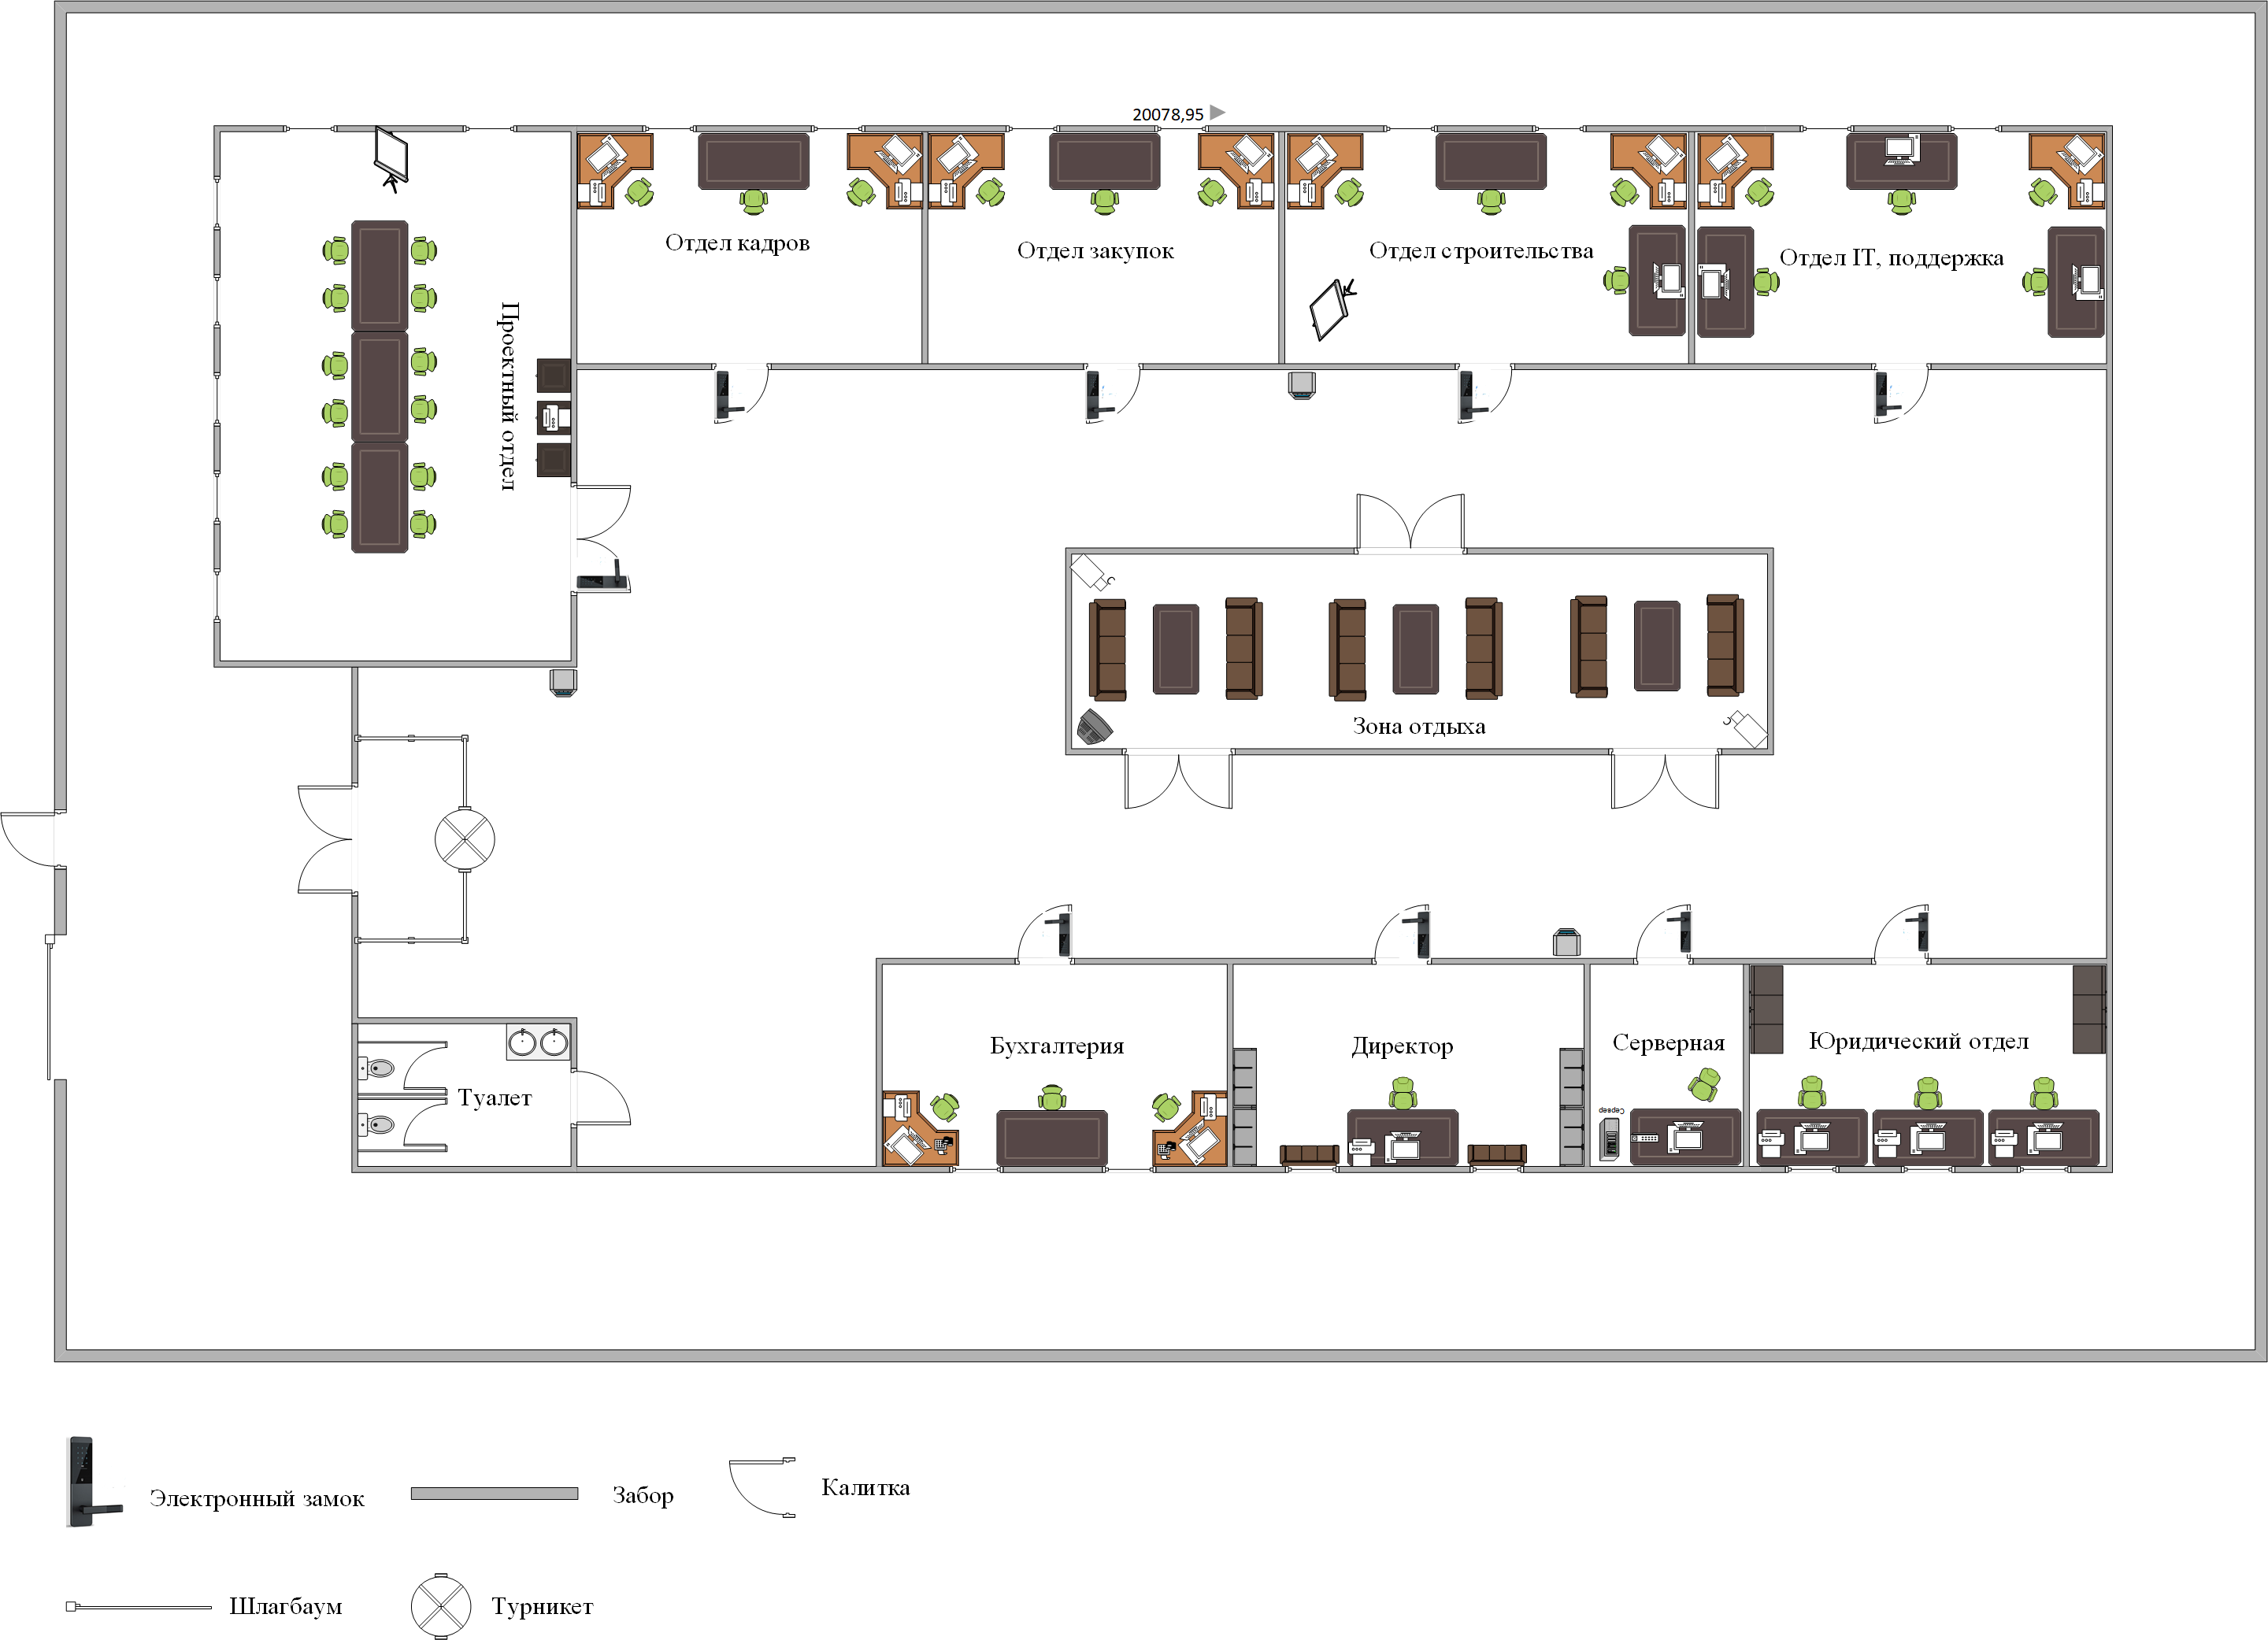 20078,95
Отдел кадров
Отдел закупок
Отдел строительства
Отдел IT, поддержка
Проектный отдел
Зона отдыха
Бухгалтерия
Директор
Серверная
Юридический отдел
Туалет
Сервер
Электронный замок
Забор
Калитка
Шлагбаум
Турникет